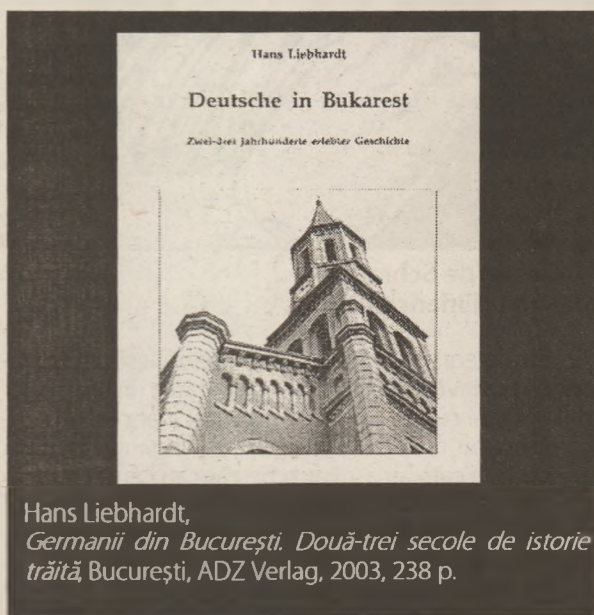 Hans Liebhardt
Deutsche in Bukarest
Zwei-drei Jahrhunderte erlebter Geschichte
Hans Liebhardt,
Germanii din București. Două-trei secole de istorie
trăită, București, ADZ Verlag, 2003, 238 p.